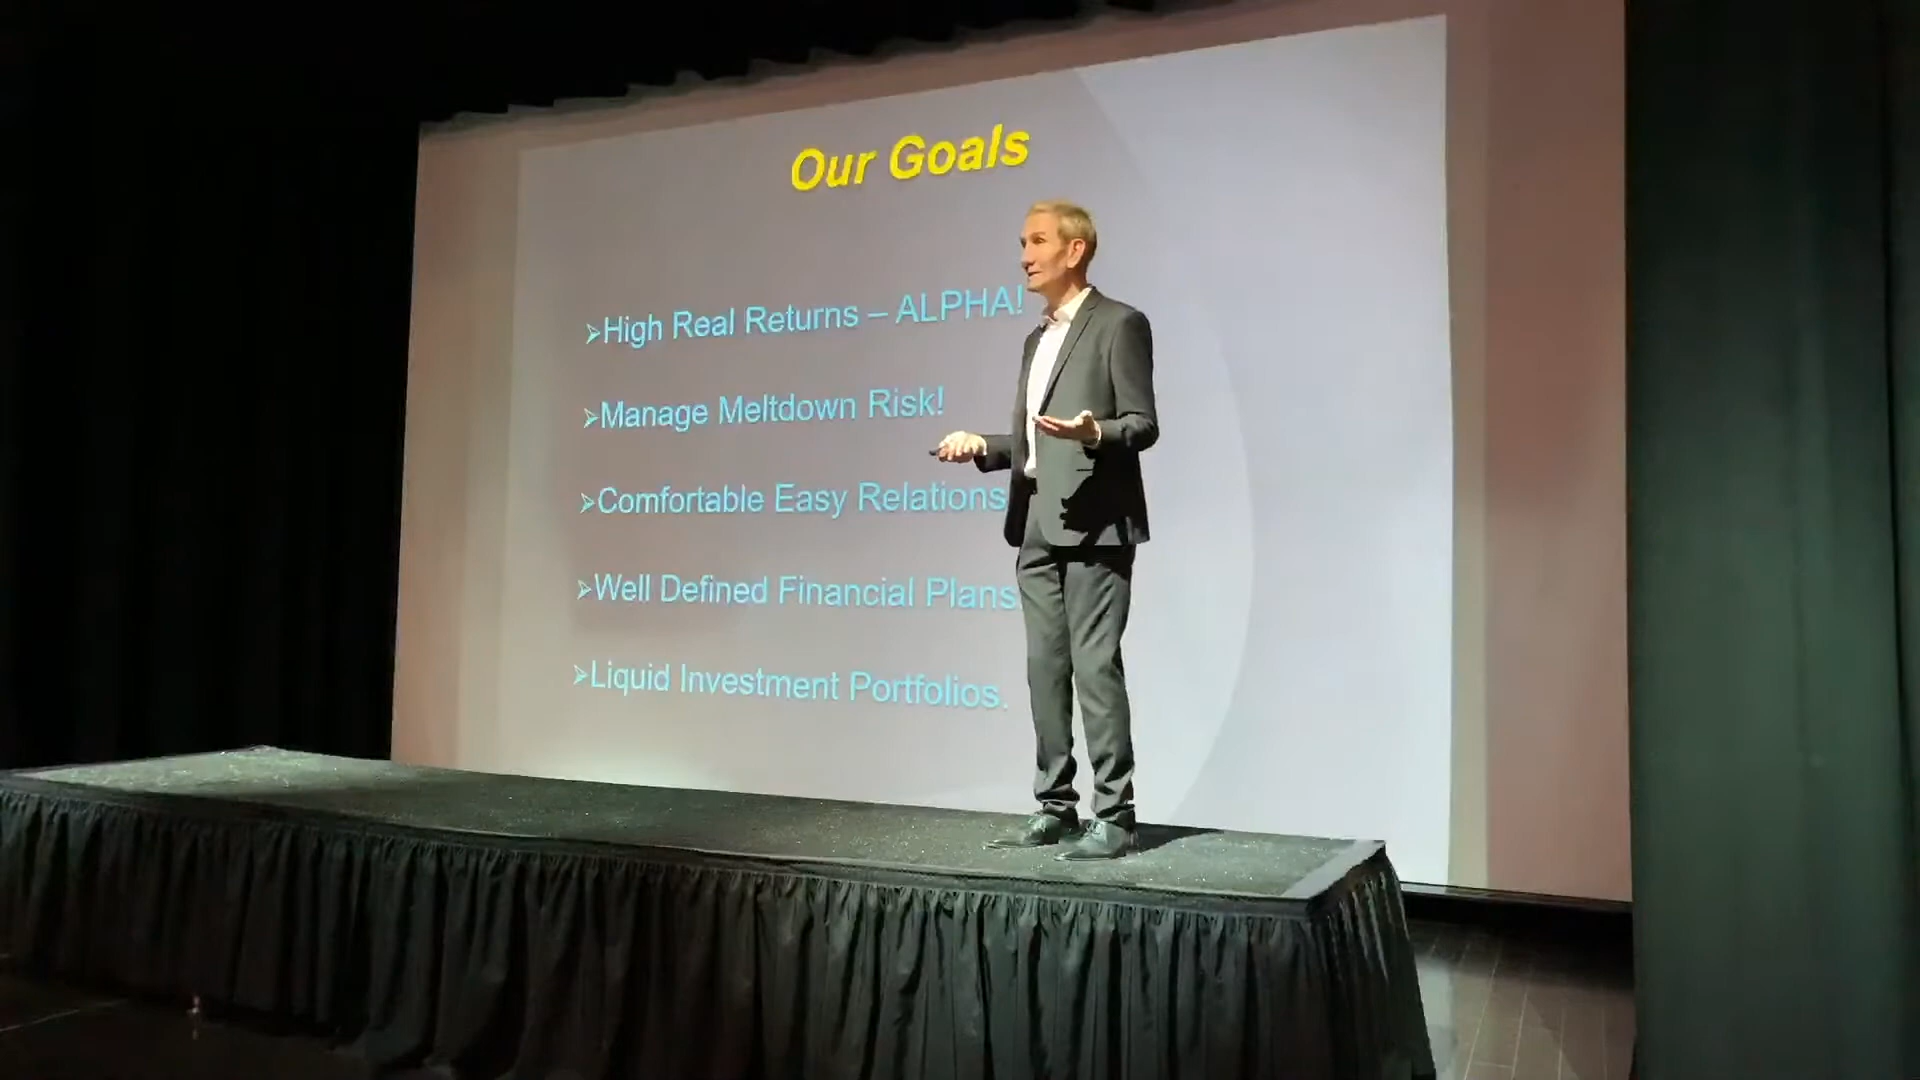 Our Goals
➢High Real Returns – ALPHA!
➢Manage Meltdown Risk!
➢Comfortable Easy Relations
➢Well Defined Financial Plans
➢Liquid Investment Portfolios.